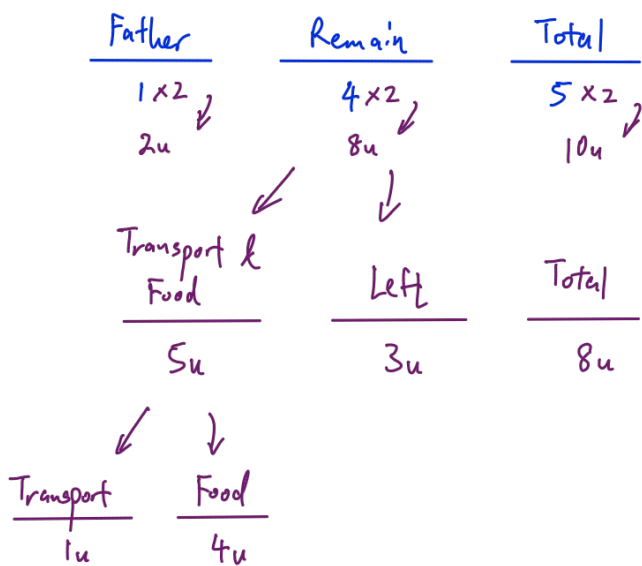 Father Remain Total
1 ×2 4 ×2 5 ×2
2u 8u 10u
Transport &
Food Left Total
5u 3u 8u
Transport Food
1u 4u